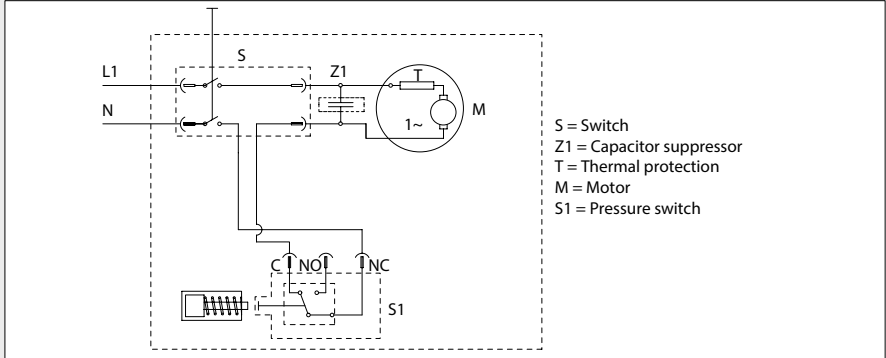 S
L1
Z1
T
N
M
1~
S = Switch
Z1 = Capacitor suppressor
T = Thermal protection
M = Motor
S1 = Pressure switch
C NO NC
S1